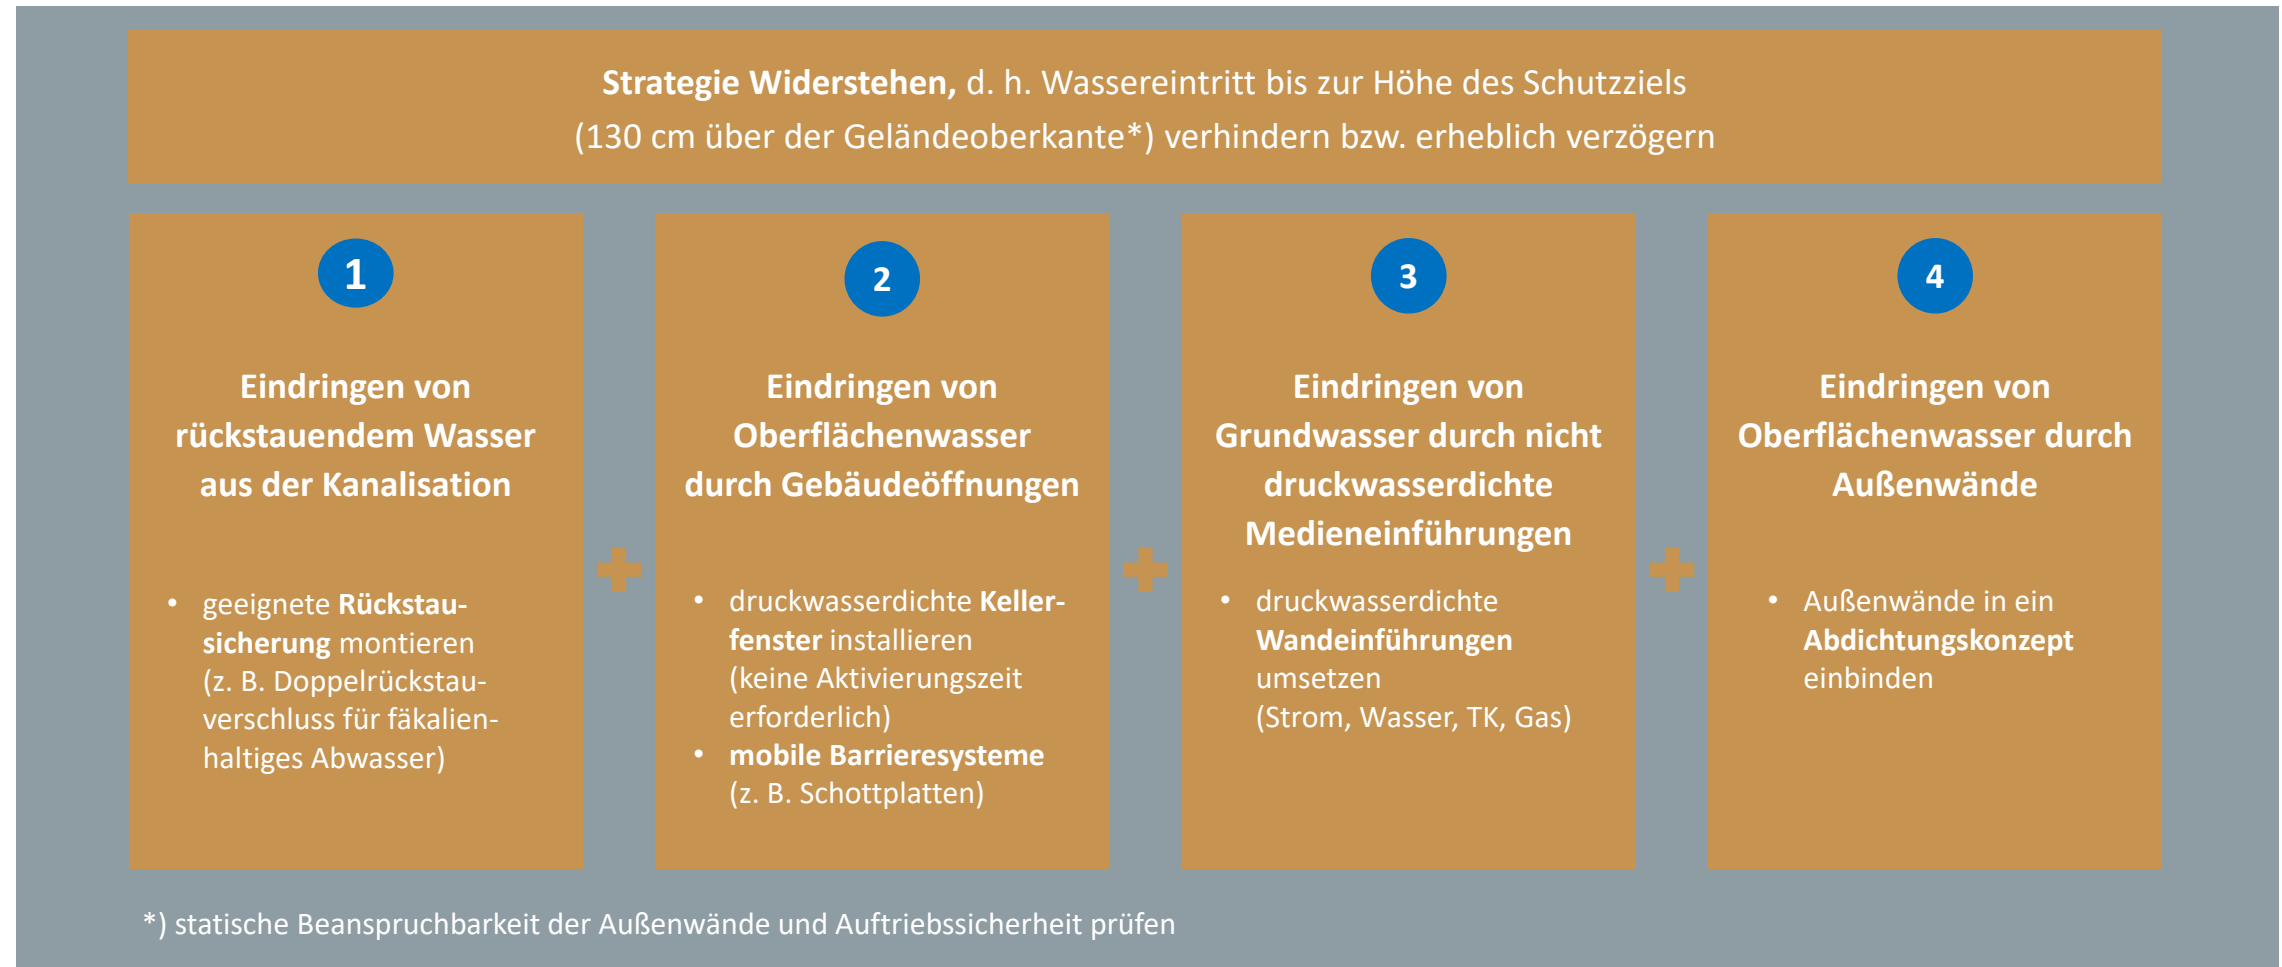 Strategie Widerstehen, d. h. Wassereintritt bis zur Höhe des Schutzziels
(130 cm über der Geländeoberkante*) verhindern bzw. erheblich verzögern
1
Eindringen von
rückstauendem Wasser
aus der Kanalisation
• geeignete Rückstau-
sicherung montieren
(z. B. Doppelrückstau-
verschluss für fäkalien-
haltiges Abwasser)
2
Eindringen von
Oberflächenwasser
durch Gebäudeöffnungen
• druckwasserdichte Keller-
fenster installieren
(keine Aktivierungszeit
erforderlich)
• mobile Barrieresysteme
(z. B. Schottplatten)
3
Eindringen von
Grundwasser durch nicht
druckwasserdichte
Medieneinführungen
• druckwasserdichte
Wandeinführungen
umsetzen
(Strom, Wasser, TK, Gas)
4
Eindringen von
Oberflächenwasser durch
Außenwände
• Außenwände in ein
Abdichtungskonzept
einbinden
*) statische Beanspruchbarkeit der Außenwände und Auftriebssicherheit prüfen